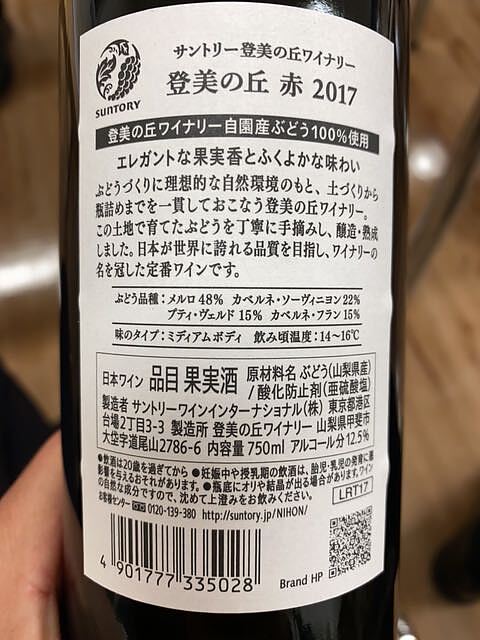 SUNTORY
サントリー登美の丘ワイナリー
登美の丘 赤 2017
登美の丘ワイナリー自園産ぶどう100%使用
エレガントな果実香とふくよかな味わい
ぶどうづくりに理想的な自然環境のもと、土づくりから
瓶詰めまでを一貫しておこなう登美の丘ワイナリー。
この土地で育てたぶどうを丁寧に手摘みし、醸造・熟成
しました。日本が世界に誇れる品質を目指し、ワイナリーの
名を冠した定番ワインです。
ぶどう品種:メルロ48% カベルネ・ソーヴィニヨン22%
プティ・ヴェルド15% カベルネ・フラン15%
味のタイプ:ミディアムボディ 飲み頃温度:14~16℃
日本ワイン 品目 果実酒 原材料名 ぶどう(山梨県産)
/酸化防止剤(亜硫酸塩)
製造者 サントリーワインインターナショナル(株) 東京都港区
台場2丁目3-3 製造所 登美の丘ワイナリー 山梨県甲斐市
大垈字道尾山2786-6 内容量750ml アルコール分12.5%
●飲酒は20歳を過ぎてから ●妊娠中や授乳期の飲酒は、胎児・乳児の発育に悪
影響を与えるおそれがあります。 ●瓶底にオリや結晶が出る場合があります。ワイン
の自然な成分ですので、沈めて上澄みをお飲みください。
お客様センター 0120-139-380 http://suntory.jp/NIHON/
LRT17
4 901777 335028
Brand HP